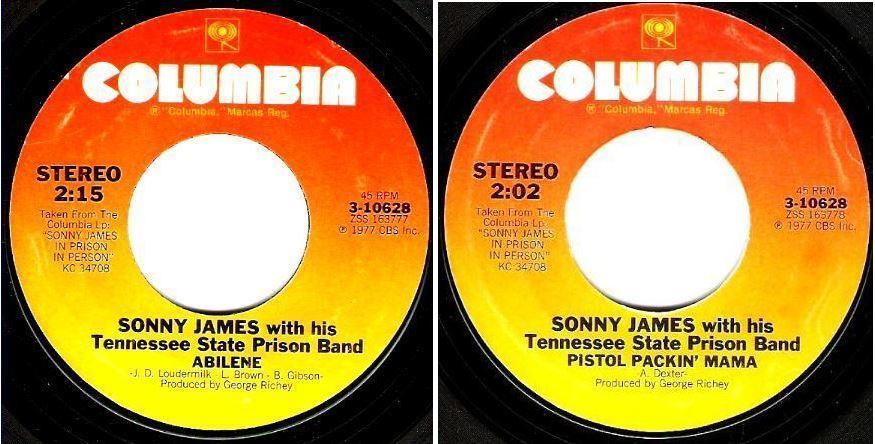 COLUMBIA
® "Columbia," Marcas Reg.
STEREO
2:15
Taken From The
Columbia Lp:
"SONNY JAMES
IN PRISON
IN PERSON"
KC 34708
45 RPM
3-10628
ZSS 163777
℗ 1977 CBS Inc.
SONNY JAMES with his
Tennessee State Prison Band
ABILENE
-J. D. Loudermilk - L. Brown - B. Gibson-
Produced by George Richey
COLUMBIA
® "Columbia," Marcas Reg.
STEREO
2:02
Taken From The
Columbia Lp:
"SONNY JAMES
IN PRISON
IN PERSON"
KC 34708
45 RPM
3-10628
ZSS 163778
℗ 1977 CBS Inc.
SONNY JAMES with his
Tennessee State Prison Band
PISTOL PACKIN' MAMA
-A. Dexter-
Produced by George Richey